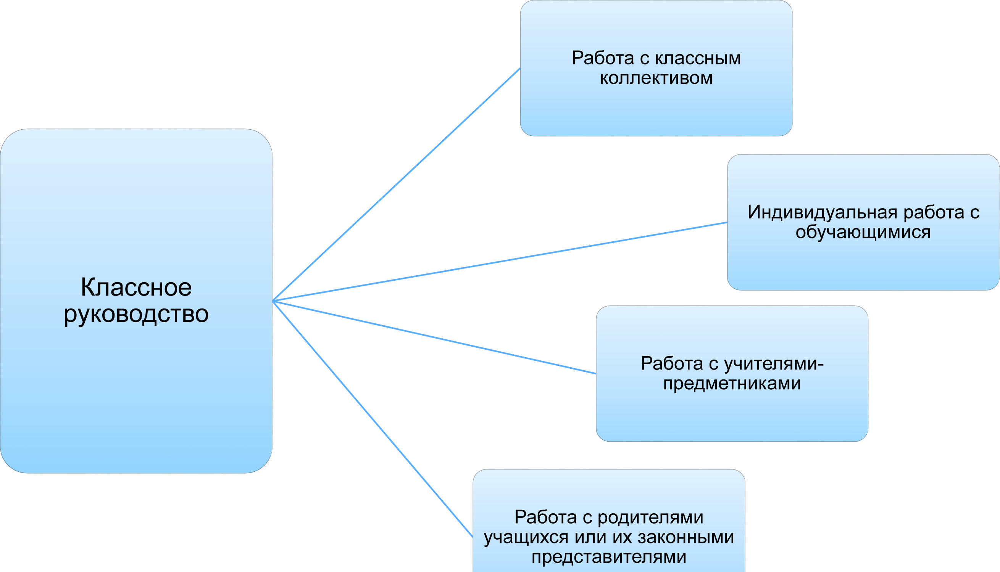 Классное
руководство
Работа с классным
коллективом
Индивидуальная работа с
обучающимися
Работа с учителями-
предметниками
Работа с родителями
учащихся или их законными
представителями